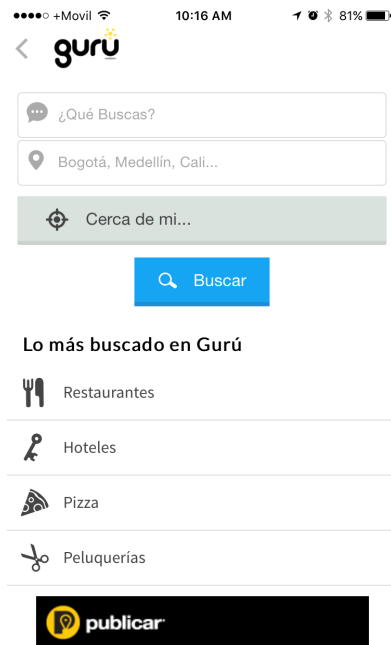 +Movil 10:16 AM 81%
gurú
¿Qué Buscas?
Bogotá, Medellín, Cali...
Cerca de mi...
Buscar
Lo más buscado en Gurú
Restaurantes
Hoteles
Pizza
Peluquerías
publicar